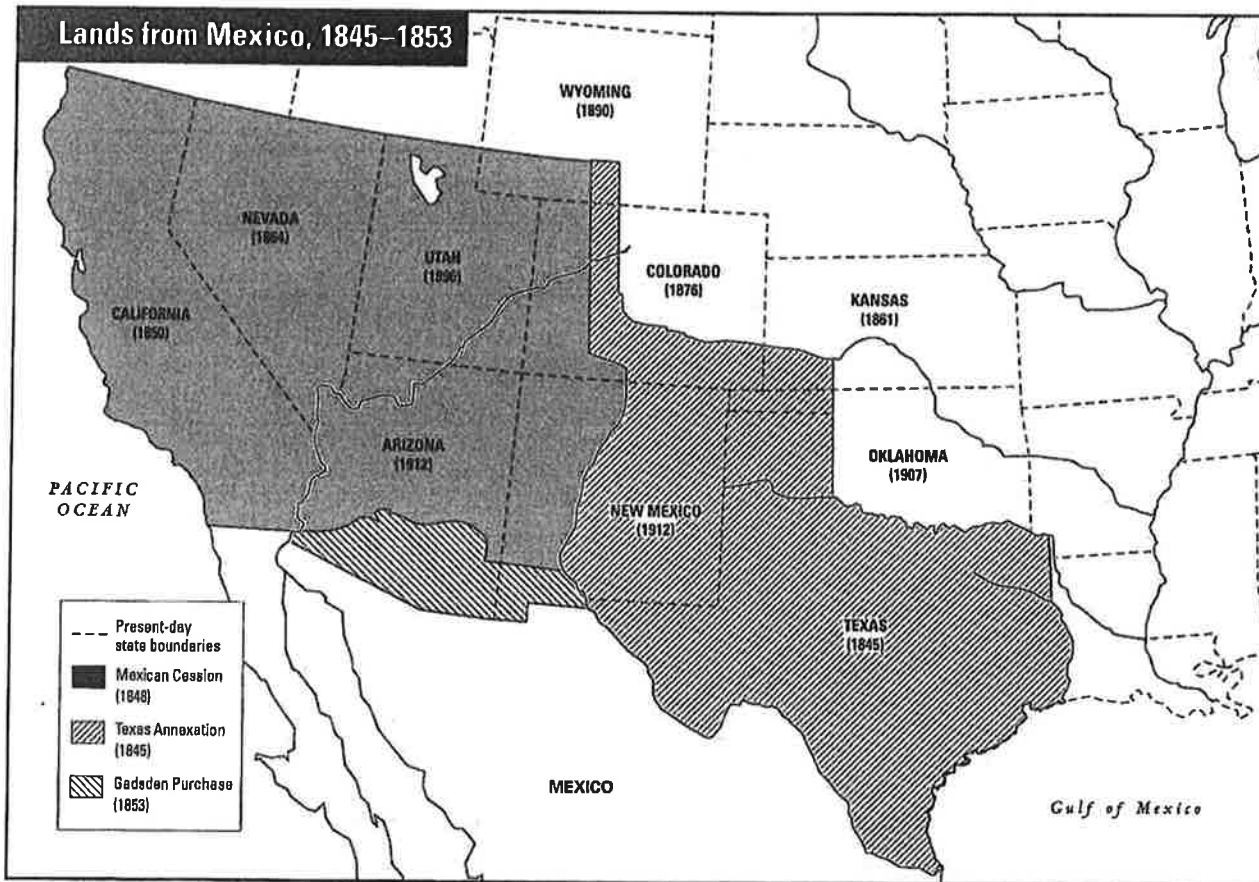 Lands from Mexico, 1845–1853
WYOMING
(1890)
NEVADA
(1864)
UTAH
(1896)
COLORADO
(1876)
KANSAS
(1861)
CALIFORNIA
(1850)
ARIZONA
(1912)
OKLAHOMA
(1907)
PACIFIC
OCEAN
NEW MEXICO
(1912)
TEXAS
(1845)
Present-day
state boundaries
Mexican Cession
(1848)
Texas Annexation
(1845)
Gadsden Purchase
(1853)
MEXICO
Gulf of Mexico